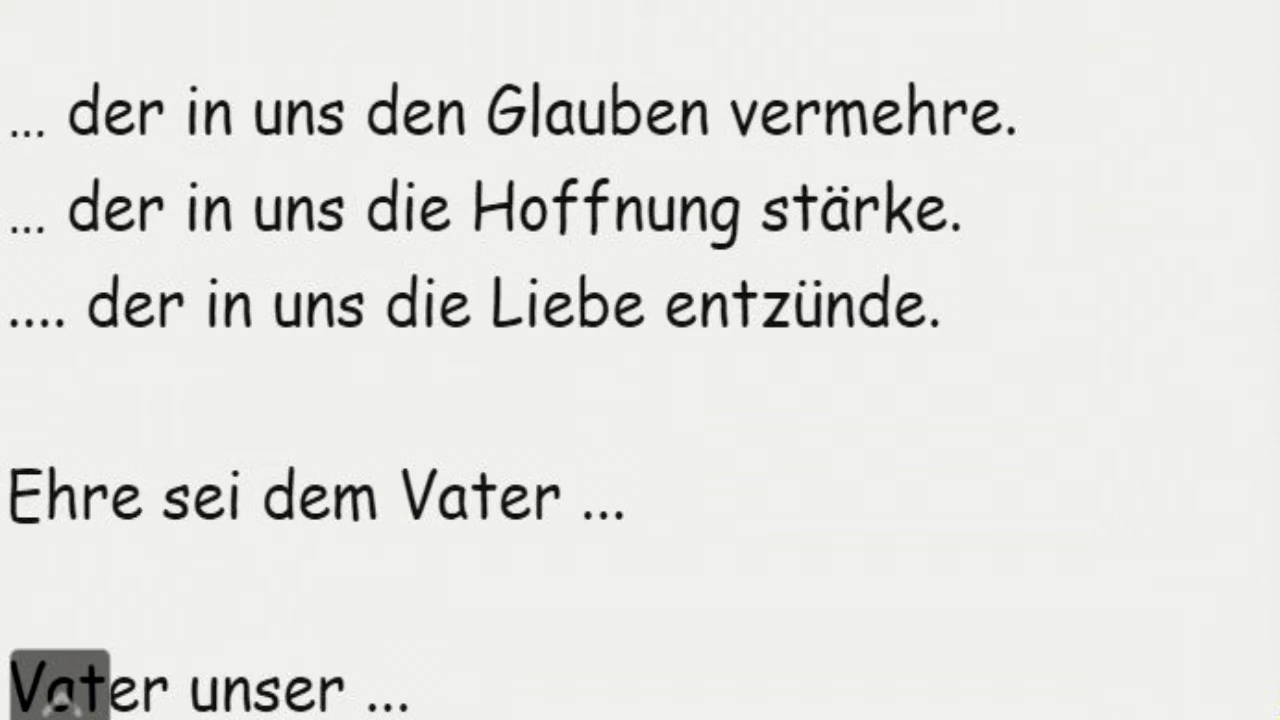 ... der in uns den Glauben vermehre.
... der in uns die Hoffnung stärke.
.... der in uns die Liebe entzünde.
Ehre sei dem Vater ...
Vater unser ...